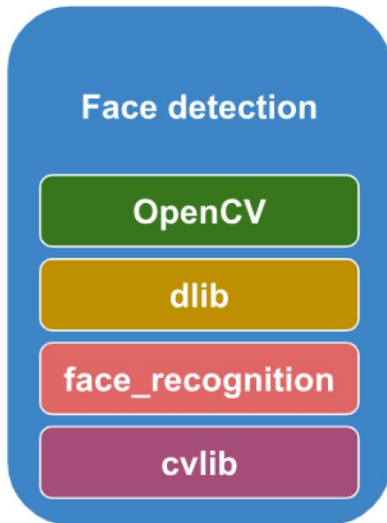 Face detection
OpenCV
dlib
face_recognition
cvlib